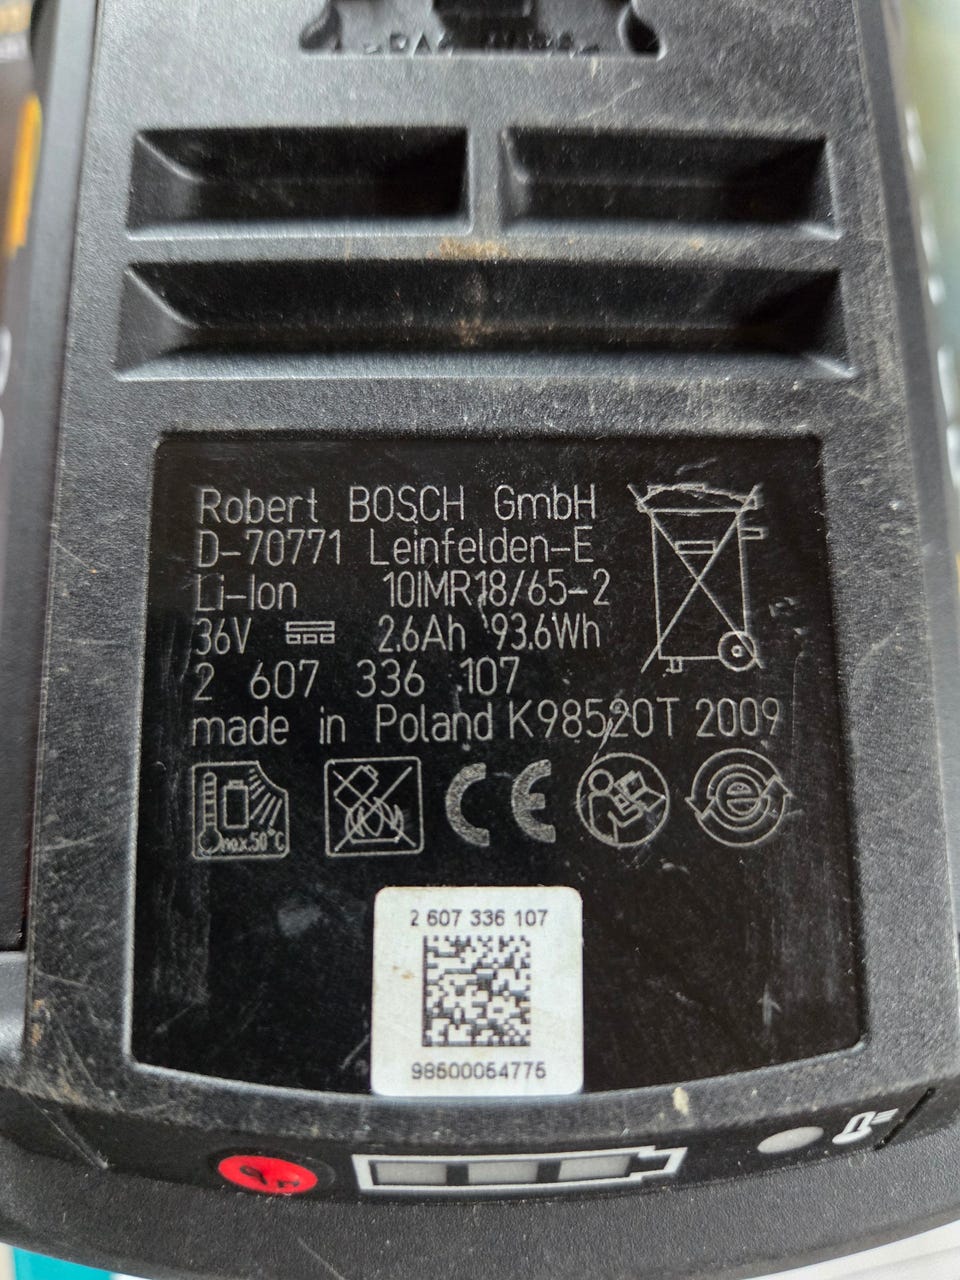 Robert BOSCH GmbH
D-70771 Leinfelden-E
Li-Ion 10IMR18/65-2
36V 2.6Ah 93.6Wh
2 607 336 107
made in Poland K98520T 2009
max.50°C
CE
2 607 336 107
98500054775